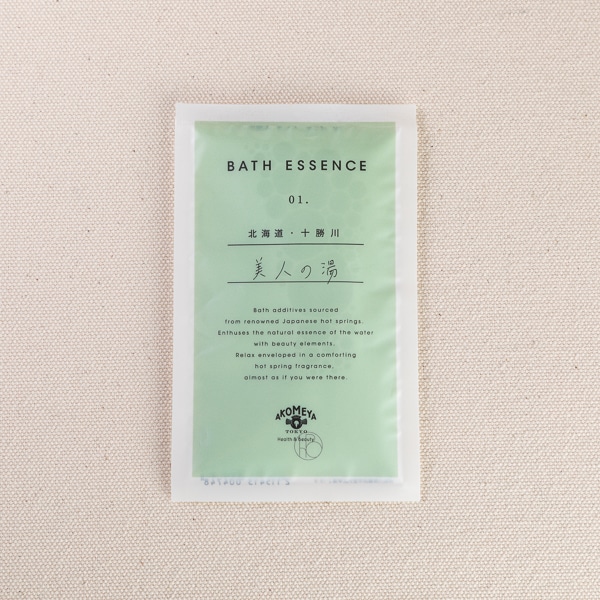 BATH ESSENCE
01.
北海道・十勝川
美人の湯
Bath additives sourced
from renowned Japanese hot springs.
Enthuses the natural essence of the water
with beauty elements.
Relax enveloped in a comforting
hot spring fragrance,
almost as if you were there.
AKOMEYA
TOKYO
Health & Beauty